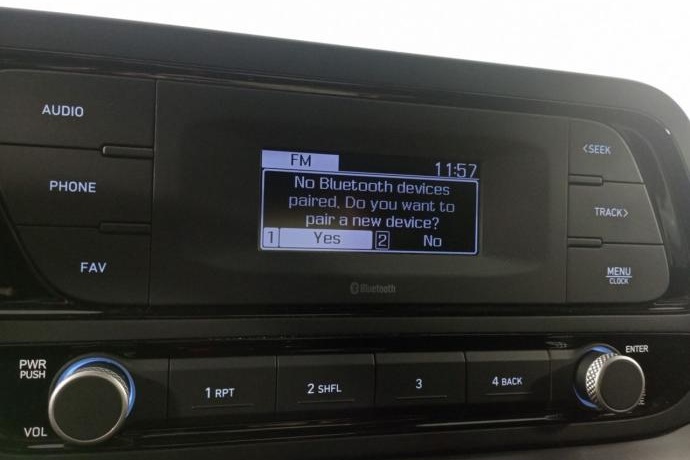 AUDIO
PHONE
FAV
FM 11:57
No Bluetooth devices
paired. Do you want to
pair a new device?
1 Yes 2 No
Bluetooth
<SEEK
TRACK>
MENU
CLOCK
PWR
PUSH
VOL
1 RPT
2 SHFL
3
4 BACK
ENTER